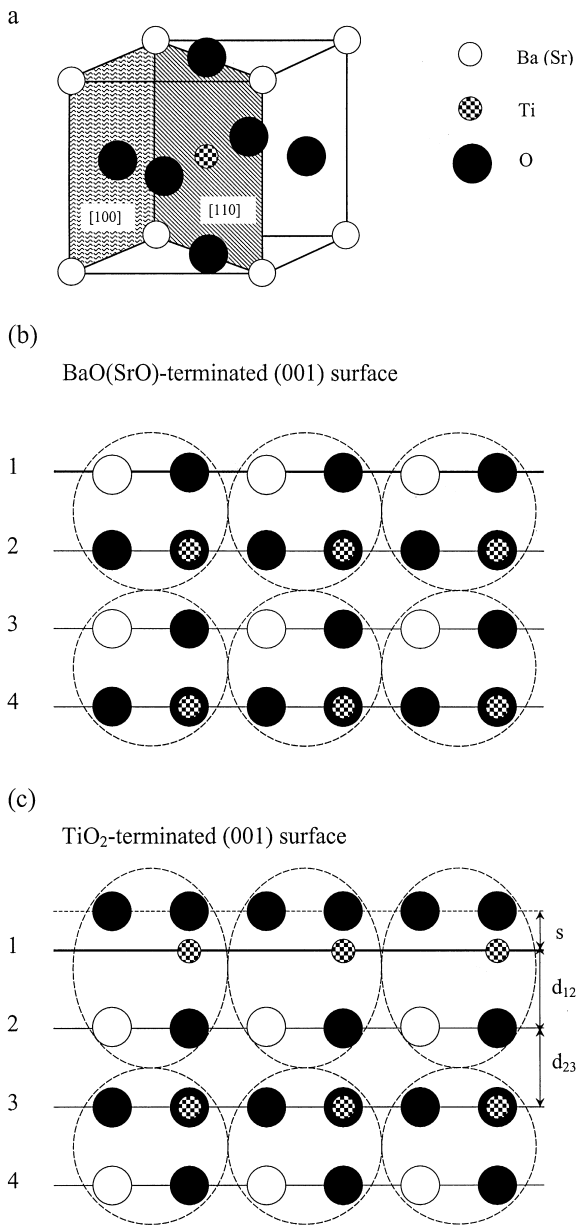 a
Ba (Sr)
Ti
O
[100]
[110]
(b)
BaO(SrO)-terminated (001) surface
1
2
3
4
(c)
TiO₂-terminated (001) surface
s
1
d₁₂
2
d₂₃
3
4